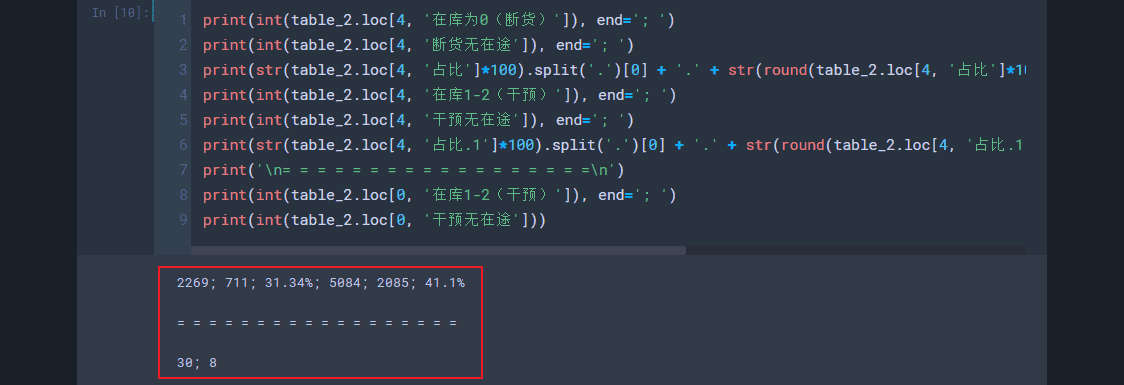 In [10]:
1 print(int(table_2.loc[4, '在库为0（断货）']), end='; ')
2 print(int(table_2.loc[4, '断货无在途']), end='; ')
3 print(str(table_2.loc[4, '占比']*100).split('.')[0] + '.' + str(round(table_2.loc[4, '占比']*10
4 print(int(table_2.loc[4, '在库1-2（干预）']), end='; ')
5 print(int(table_2.loc[4, '干预无在途']), end='; ')
6 print(str(table_2.loc[4, '占比.1']*100).split('.')[0] + '.' + str(round(table_2.loc[4, '占比.1
7 print('\n= = = = = = = = = = = = = = = = = =\n')
8 print(int(table_2.loc[0, '在库1-2（干预）']), end='; ')
9 print(int(table_2.loc[0, '干预无在途']))
2269; 711; 31.34%; 5084; 2085; 41.1%
= = = = = = = = = = = = = = = = = =
30; 8